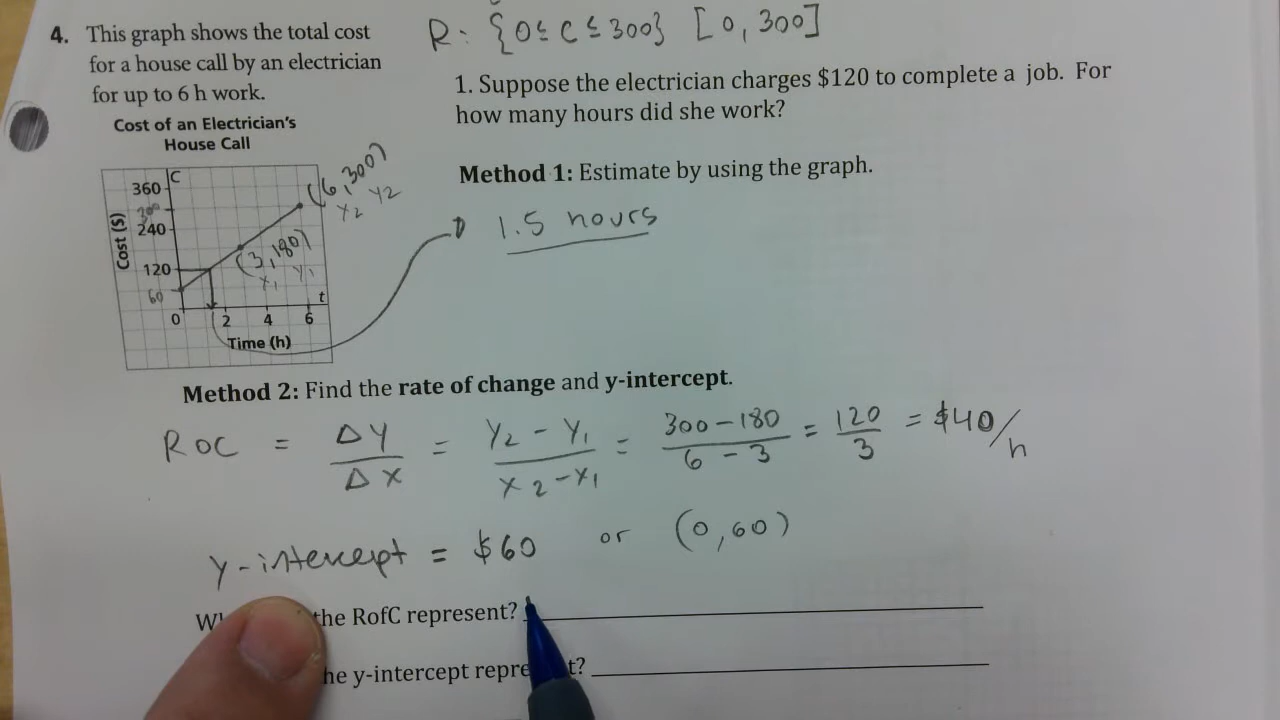 4. This graph shows the total cost
for a house call by an electrician
for up to 6 h work.
R: {0 ≤ C ≤ 300} [0, 300]
1. Suppose the electrician charges $120 to complete a job. For
how many hours did she work?
Method 1: Estimate by using the graph.
1.5 hours
Cost of an Electrician's
House Call
C
360
300
240
120
60
Cost ($)
(6, 300)
X2 Y2
(3, 180)
X1 Y1
t
0 2 4 6
Time (h)
Method 2: Find the rate of change and y-intercept.
ROC = ΔY/ΔX = Y2 - Y1/X2 - X1 = 300 - 180/6 - 3 = 120/3 = $40/h
Y-intercept = $60 or (0, 60)
the RofC represent?
he y-intercept repre t?